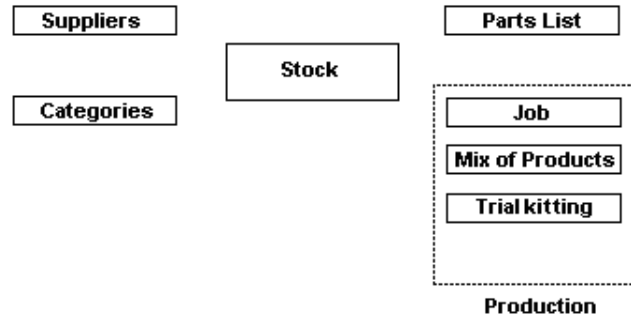 Suppliers
Parts List
Stock
Categories
Job
Mix of Products
Trial kitting
Production